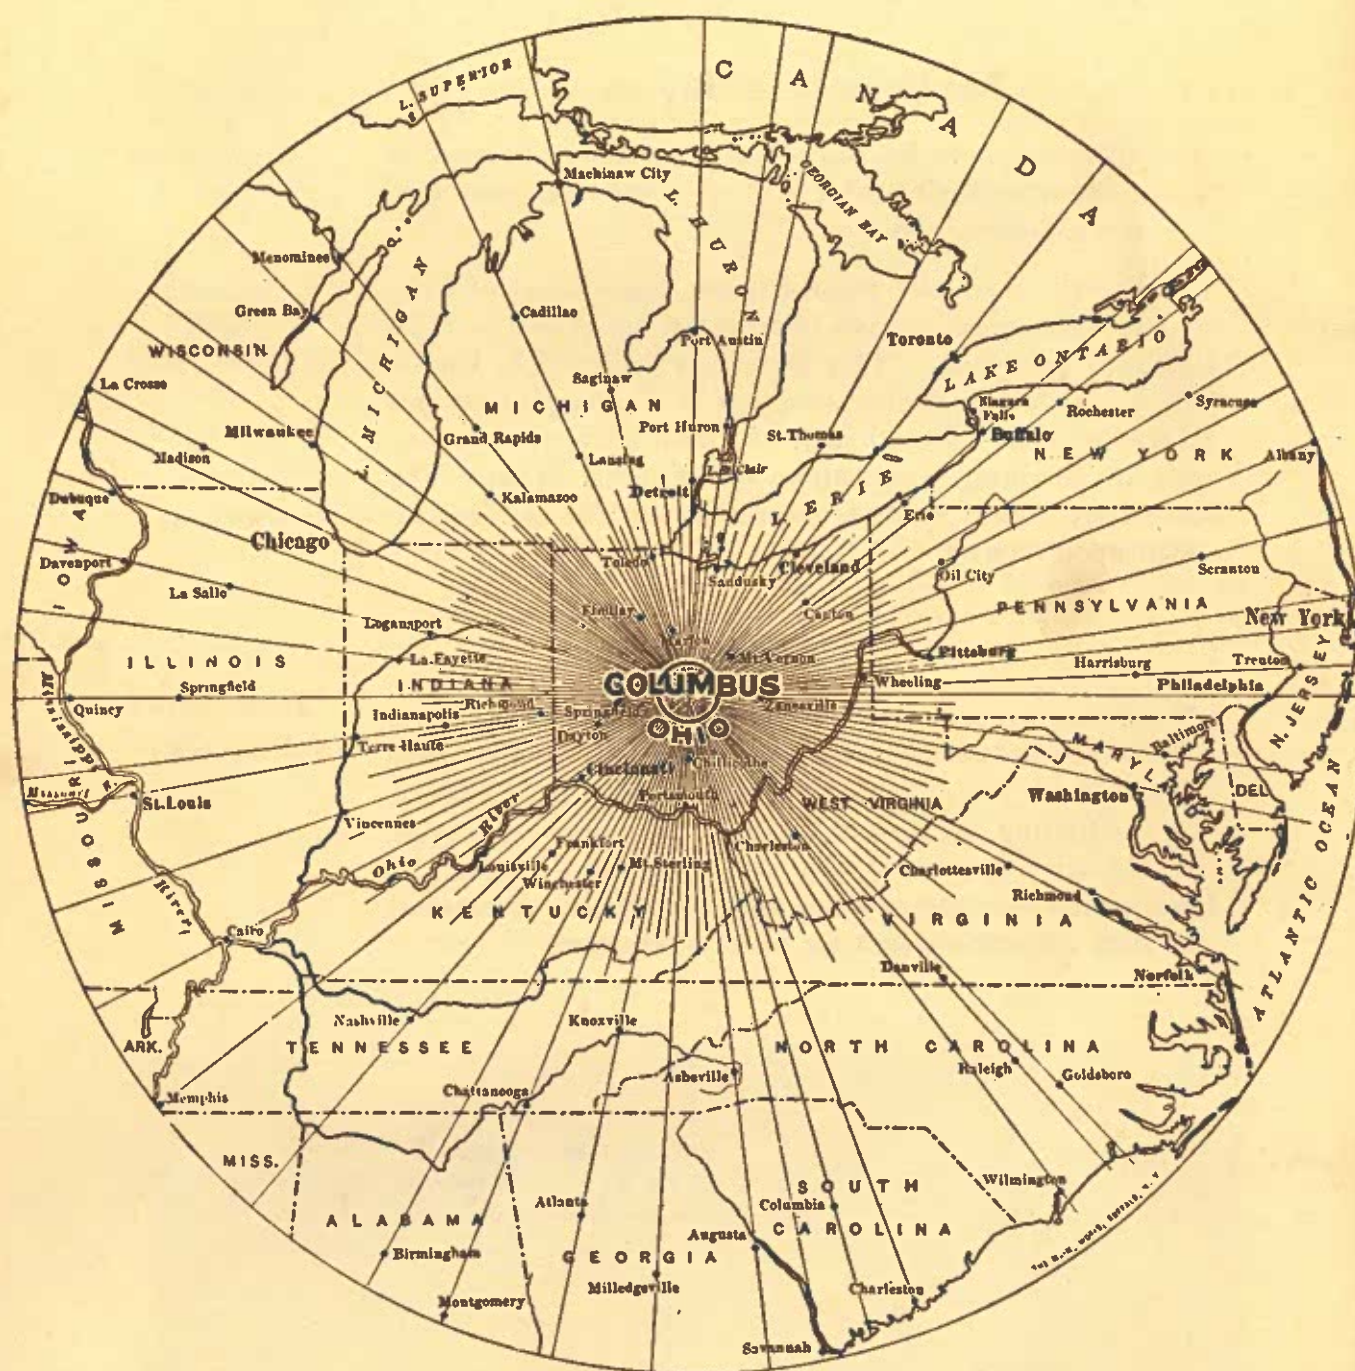 CANADA
L. SUPERIOR
Machinaw City
L. HURON
GEORGIAN BAY
Menominee
Green Bay
L. MICHIGAN
Cadillac
Port Austin
Toronto
LAKE ONTARIO
WISCONSIN
La Crosse
Saginaw
MICHIGAN
Niagara
Falls
Rochester
Syracuse
Milwaukee
Madison
Grand Rapids
Port Huron
St. Thomas
Buffalo
NEW YORK
Albany
Lansing
L. St. Clair
Dubuque
Kalamazoo
Detroit
L. ERIE
Erie
IOWA
Chicago
Davenport
La Salle
Toledo
Sandusky
Cleveland
Oil City
Scranton
Findlay
Canton
PENNSYLVANIA
New York
Logansport
Marion
ILLINOIS
La Fayette
Mt. Vernon
Pittsburg
Harrisburg
Trenton
Wheeling
Springfield
INDIANA
COLUMBUS
OHIO
Philadelphia
Quincy
Mississippi
River
Richmond
Springfield
Zanesville
Indianapolis
Dayton
N. JERSEY
Terre Haute
Chillicothe
MARYLA
Baltimore
Cincinnati
Missouri R.
St. Louis
Portsmouth
WEST VIRGINIA
Washington
DEL.
MISSOURI
Vincennes
Ohio River
Frankfort
Charleston
Louisville
Winchester
Mt. Sterling
Charlottesville
Richmond
KENTUCKY
VIRGINIA
ATLANTIC OCEAN
Cairo
Danville
Norfolk
Nashville
Knoxville
ARK.
TENNESSEE
NORTH CAROLINA
Raleigh
Goldsboro
Asheville
Memphis
Chattanooga
MISS.
Wilmington
Atlanta
SOUTH
CAROLINA
Columbia
ALABAMA
Augusta
Birmingham
GEORGIA
Milledgeville
Charleston
Montgomery
Savannah